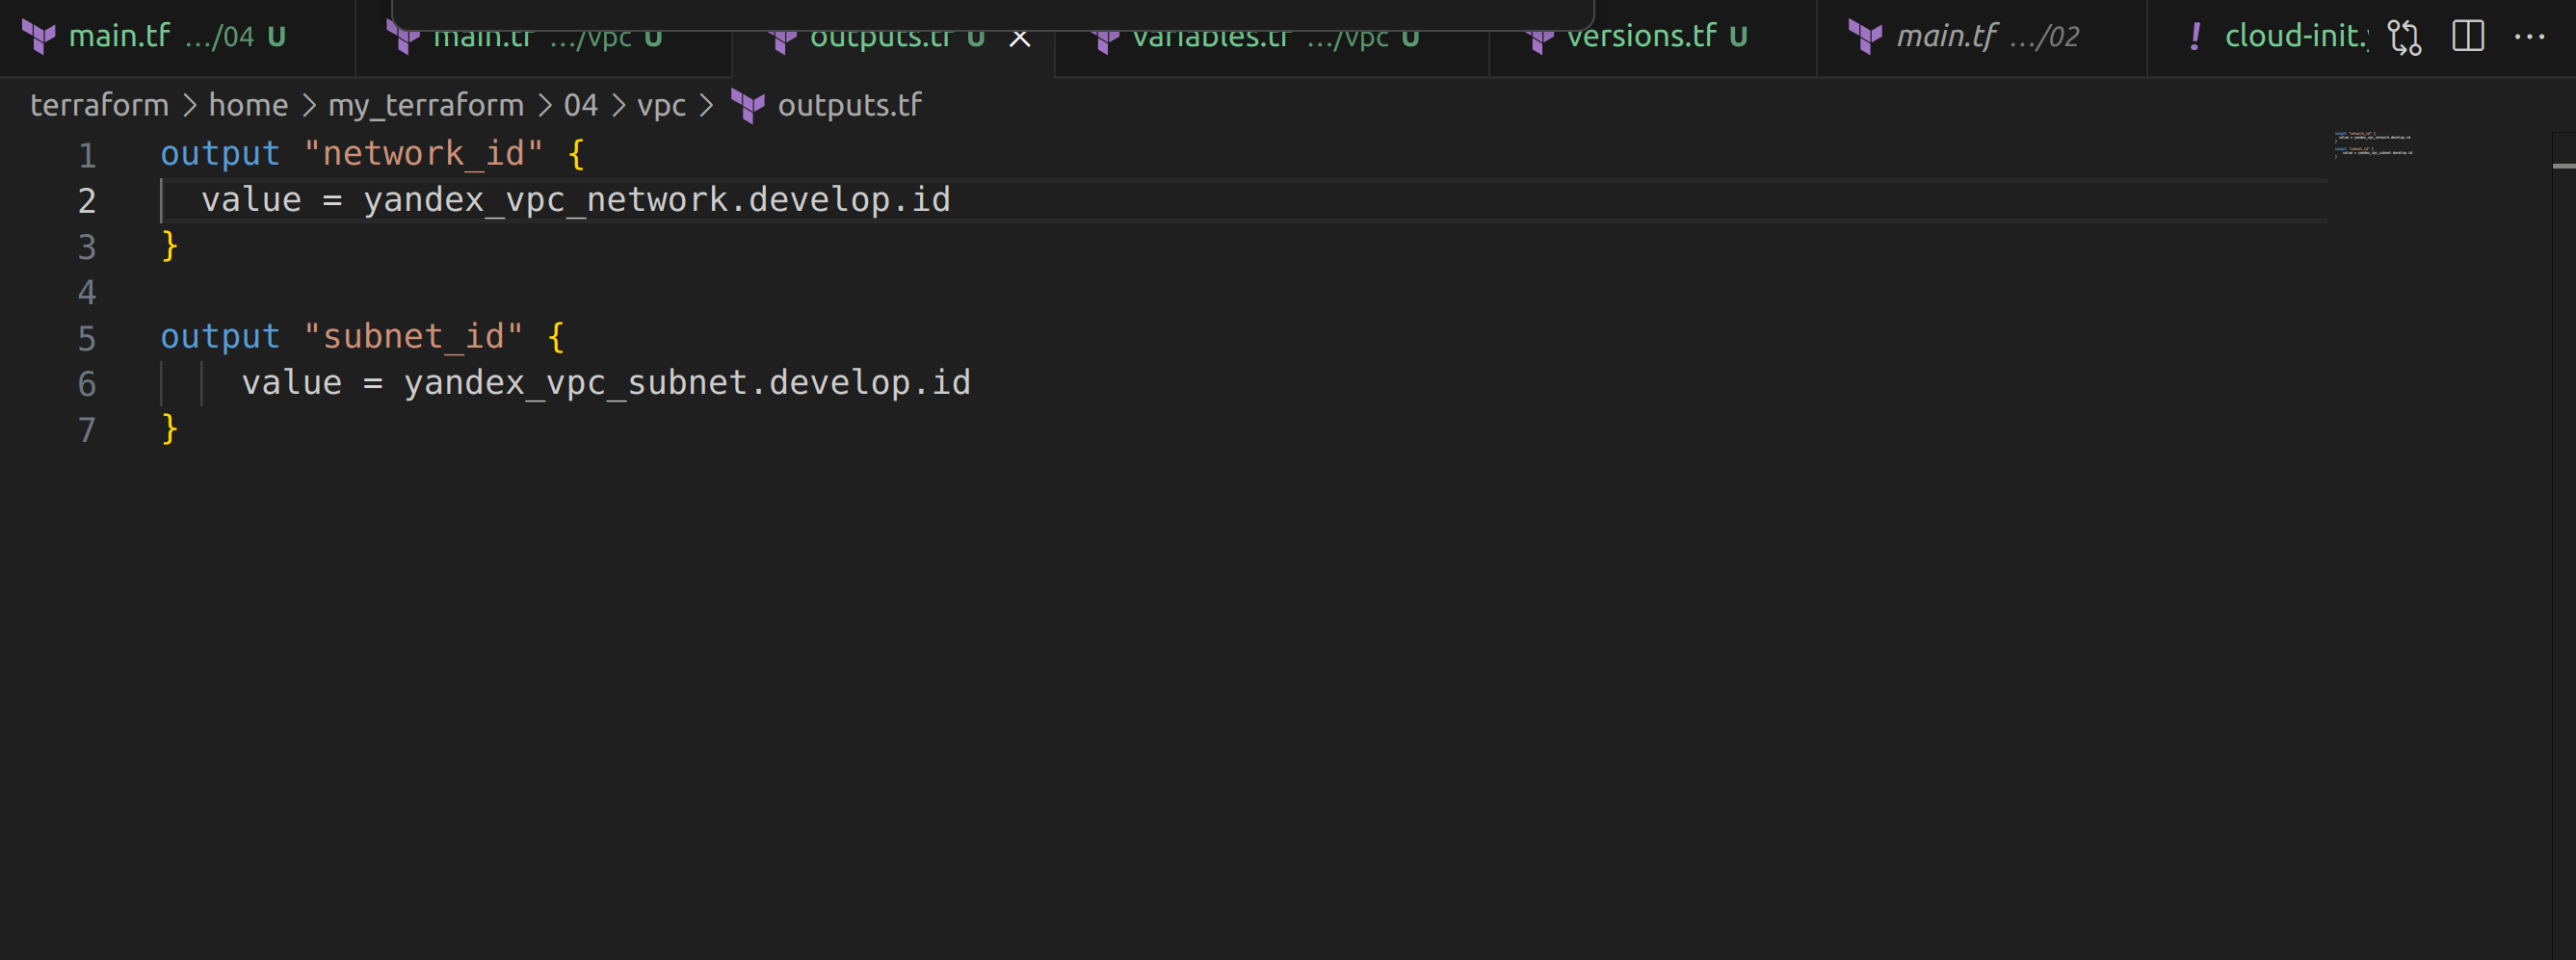 main.tf .../04 U main.tf .../vpc U outputs.tf U variables.tf .../vpc U versions.tf U main.tf .../02 ! cloud-init.
terraform > home > my_terraform > 04 > vpc > outputs.tf
1 output "network_id" {
2 value = yandex_vpc_network.develop.id
3 }
4
5 output "subnet_id" {
6 value = yandex_vpc_subnet.develop.id
7 }